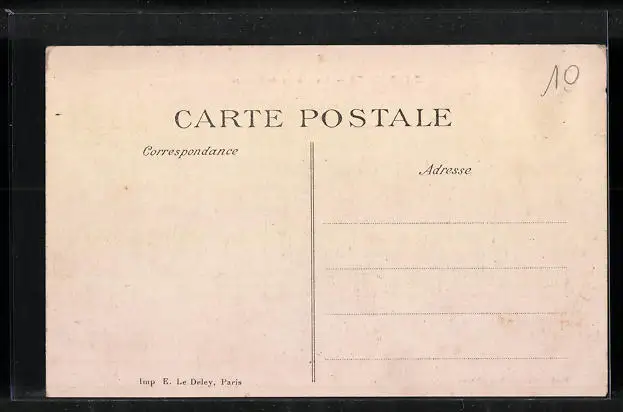 10
CARTE POSTALE
Correspondance
Adresse
Imp E. Le Deley, Paris